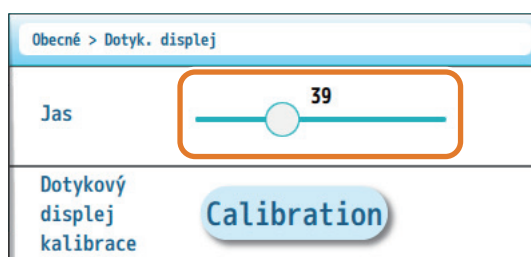 Obecné > Dotyk. displej
39
Jas
Dotykový
displej
kalibrace
Calibration